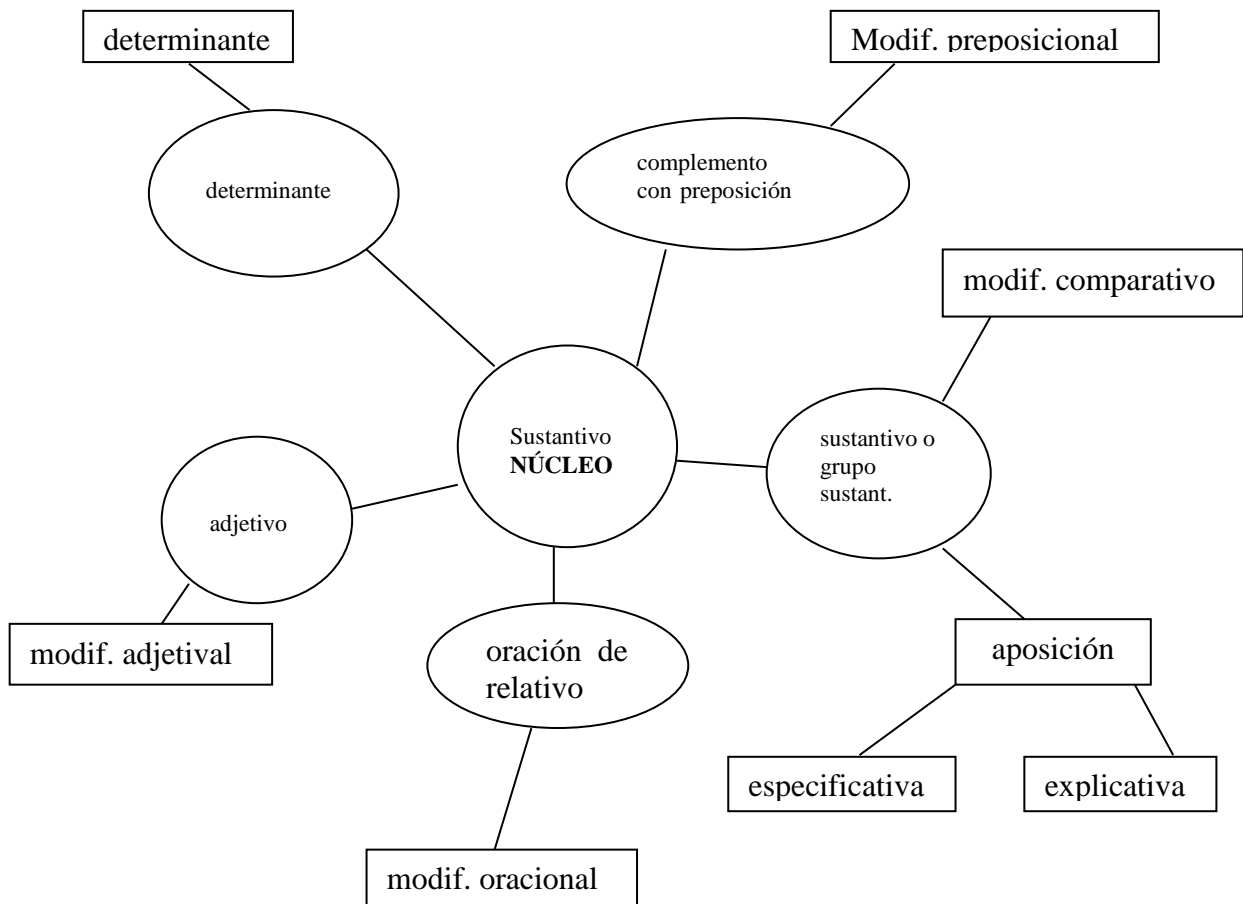 determinante
Modif. preposicional
determinante
complemento
con preposición
modif. comparativo
Sustantivo
NÚCLEO
sustantivo o
grupo
sustant.
adjetivo
modif. adjetival
oración de
relativo
aposición
especificativa
explicativa
modif. oracional